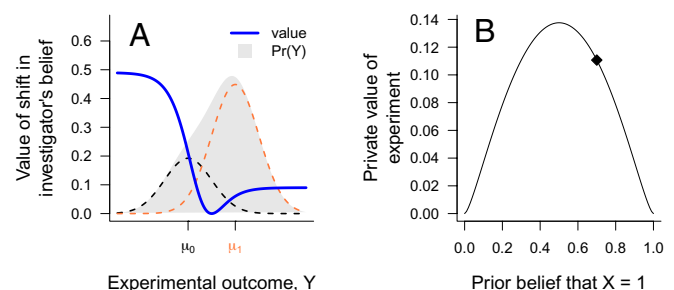 A
value
Pr(Y)
Value of shift in
investigator's belief
0.6
0.5
0.4
0.3
0.2
0.1
0.0
μ₀
μ₁
Experimental outcome, Y
B
Private value of
experiment
0.14
0.12
0.10
0.08
0.06
0.04
0.02
0.00
0.0 0.2 0.4 0.6 0.8 1.0
Prior belief that X = 1